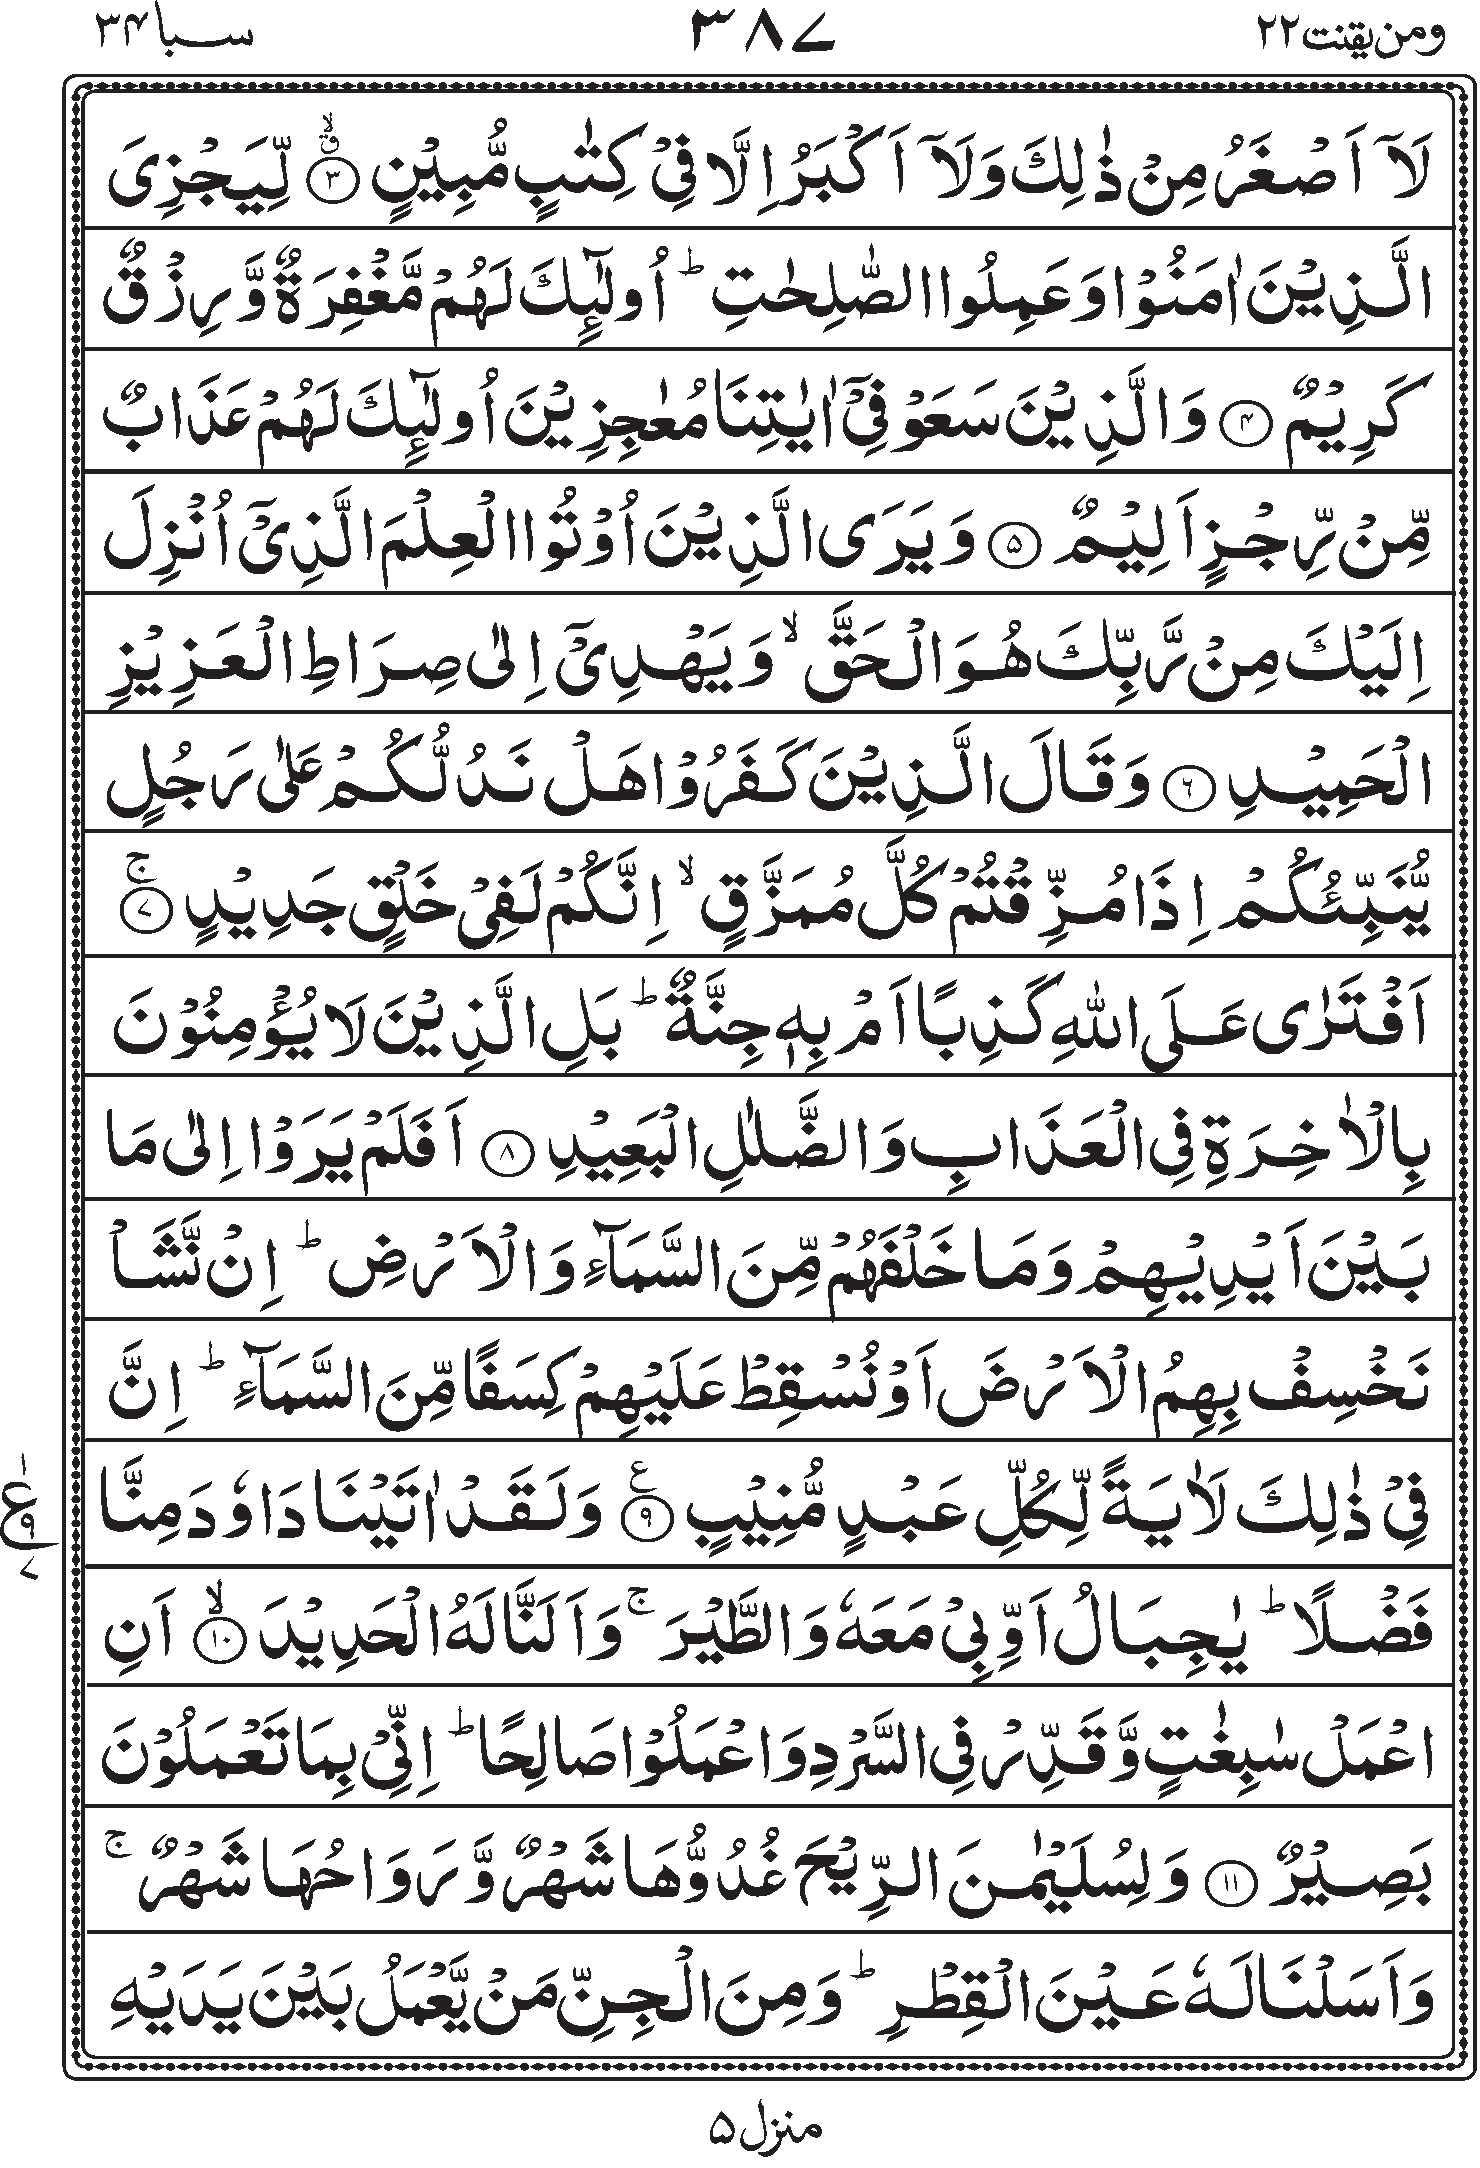 ومن یقنت ۲۲ ۳۸۷ سبا ۳۴
لَاۤ اَصْغَرُ مِنْ ذٰلِكَ وَلَاۤ اَكْبَرُ اِلَّا فِیْ كِتٰبٍ مُّبِیْنٍ ۙۗ‏﴿۳﴾ لِّیَجْزِیَ
الَّذِیْنَ اٰمَنُوْا وَعَمِلُوا الصّٰلِحٰتِ ؕ اُولٰٓىِٕكَ لَهُمْ مَّغْفِرَةٌ وَّرِزْقٌ
كَرِیْمٌ ﴿۴﴾ وَالَّذِیْنَ سَعَوْ فِیْۤ اٰیٰتِنَا مُعٰجِزِیْنَ اُولٰٓىِٕكَ لَهُمْ عَذَابٌ
مِّنْ رِّجْزٍ اَلِیْمٌ ﴿۵﴾ وَیَرَی الَّذِیْنَ اُوْتُوا الْعِلْمَ الَّذِیْۤ اُنْزِلَ
اِلَیْكَ مِنْ رَّبِّكَ هُوَ الْحَقَّ ۙ وَیَهْدِیْۤ اِلٰی صِرَاطِ الْعَزِیْزِ
الْحَمِیْدِ ﴿۶﴾ وَقَالَ الَّذِیْنَ كَفَرُوْا هَلْ نَدُلُّكُمْ عَلٰی رَجُلٍ
یُّنَبِّئُكُمْ اِذَا مُزِّقْتُمْ كُلَّ مُمَزَّقٍ ۙ اِنَّكُمْ لَفِیْ خَلْقٍ جَدِیْدٍ ۚ﴿۷﴾
اَفْتَرٰی عَلَی اللهِ كَذِبًا اَمْ بِهٖ جِنَّةٌ ؕ بَلِ الَّذِیْنَ لَا یُؤْمِنُوْنَ
بِالْاٰخِرَةِ فِی الْعَذَابِ وَالضَّلٰلِ الْبَعِیْدِ ﴿۸﴾ اَفَلَمْ یَرَوْا اِلٰی مَا
بَیْنَ اَیْدِیْهِمْ وَمَا خَلْفَهُمْ مِّنَ السَّمَآءِ وَالْاَرْضِ ؕ اِنْ نَّشَاْ
نَخْسِفْ بِهِمُ الْاَرْضَ اَوْ نُسْقِطْ عَلَیْهِمْ كِسَفًا مِّنَ السَّمَآءِ ؕ اِنَّ
فِیْ ذٰلِكَ لَاٰیَةً لِّكُلِّ عَبْدٍ مُّنِیْبٍ ع﴿۹﴾ وَلَقَدْ اٰتَیْنَا دَاوٗدَ مِنَّا
۱ ع ۹ ۷
فَضْلًا ؕ یٰجِبَالُ اَوِّبِیْ مَعَهٗ وَالطَّیْرَ ۚ وَاَلَنَّا لَهُ الْحَدِیْدَ ۙ﴿۱۰﴾ اَنِ
اعْمَلْ سٰبِغٰتٍ وَّقَدِّرْ فِی السَّرْدِ وَاعْمَلُوْا صَالِحًا ؕ اِنِّیْ بِمَا تَعْمَلُوْنَ
بَصِیْرٌ ﴿۱۱﴾ وَلِسُلَیْمٰنَ الرِّیْحَ غُدُوُّهَا شَهْرٌ وَّرَوَاحُهَا شَهْرٌ ۚ
وَاَسَلْنَا لَهٗ عَیْنَ الْقِطْرِ ؕ وَمِنَ الْجِنِّ مَنْ یَّعْمَلُ بَیْنَ یَدَیْهِ
منزل ۵